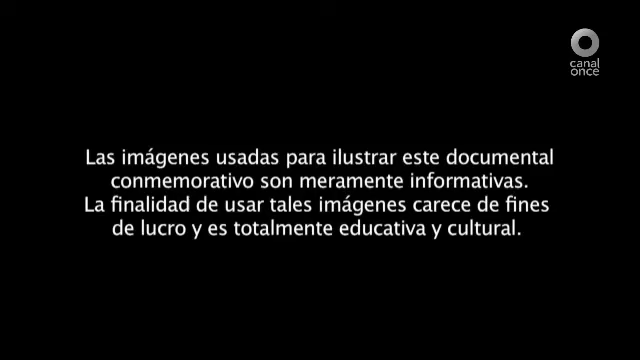 canal
once
Las imágenes usadas para ilustrar este documental
conmemorativo son meramente informativas.
La finalidad de usar tales imágenes carece de fines
de lucro y es totalmente educativa y cultural.